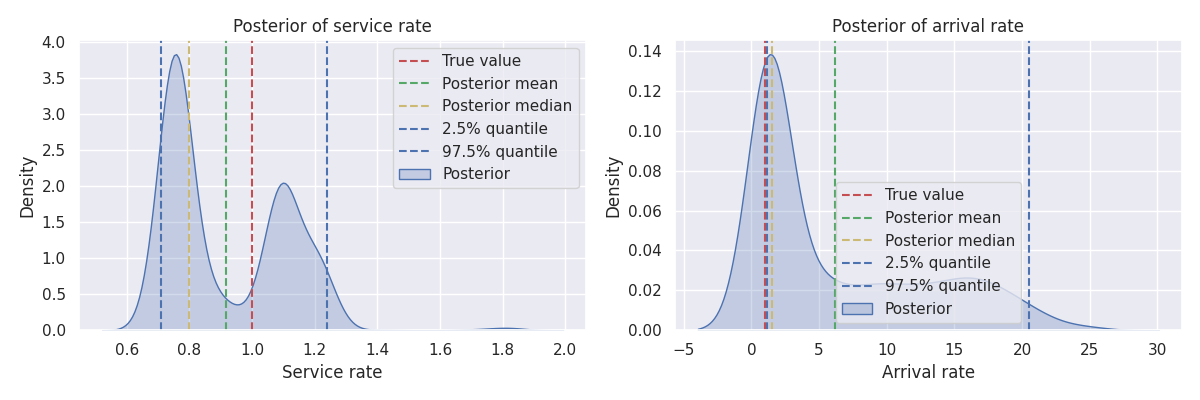 Posterior of service rate
4.0
3.5
3.0
2.5
2.0
1.5
1.0
0.5
0.0
Density
True value
Posterior mean
Posterior median
2.5% quantile
97.5% quantile
Posterior
0.6 0.8 1.0 1.2 1.4 1.6 1.8 2.0
Service rate
Posterior of arrival rate
0.14
0.12
0.10
0.08
0.06
0.04
0.02
0.00
Density
True value
Posterior mean
Posterior median
2.5% quantile
97.5% quantile
Posterior
−5 0 5 10 15 20 25 30
Arrival rate